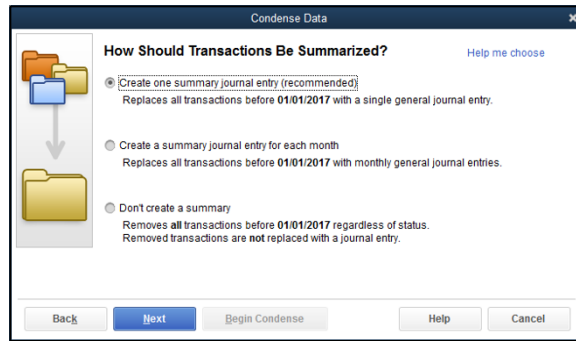 Condense Data
How Should Transactions Be Summarized?
Help me choose
Create one summary journal entry (recommended)
Replaces all transactions before 01/01/2017 with a single general journal entry.
Create a summary journal entry for each month
Replaces all transactions before 01/01/2017 with monthly general journal entries.
Don't create a summary
Removes all transactions before 01/01/2017 regardless of status.
Removed transactions are not replaced with a journal entry.
Back Next Begin Condense Help Cancel